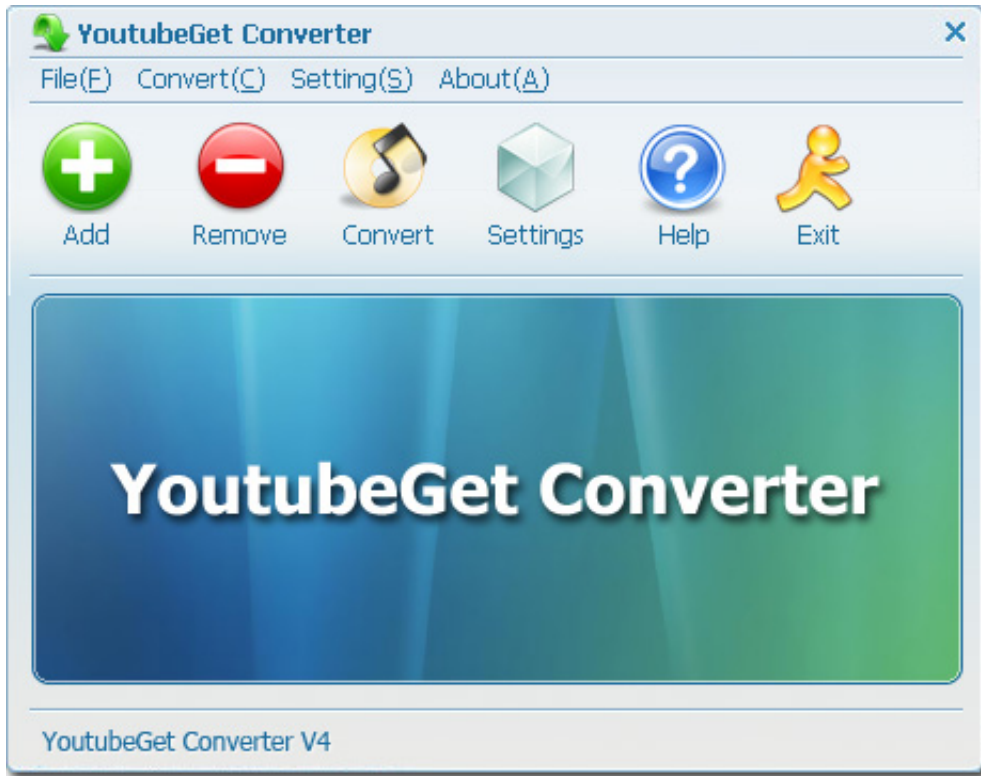 YoutubeGet Converter
File(F) Convert(C) Setting(S) About(A)
Add Remove Convert Settings Help Exit
YoutubeGet Converter
YoutubeGet Converter V4